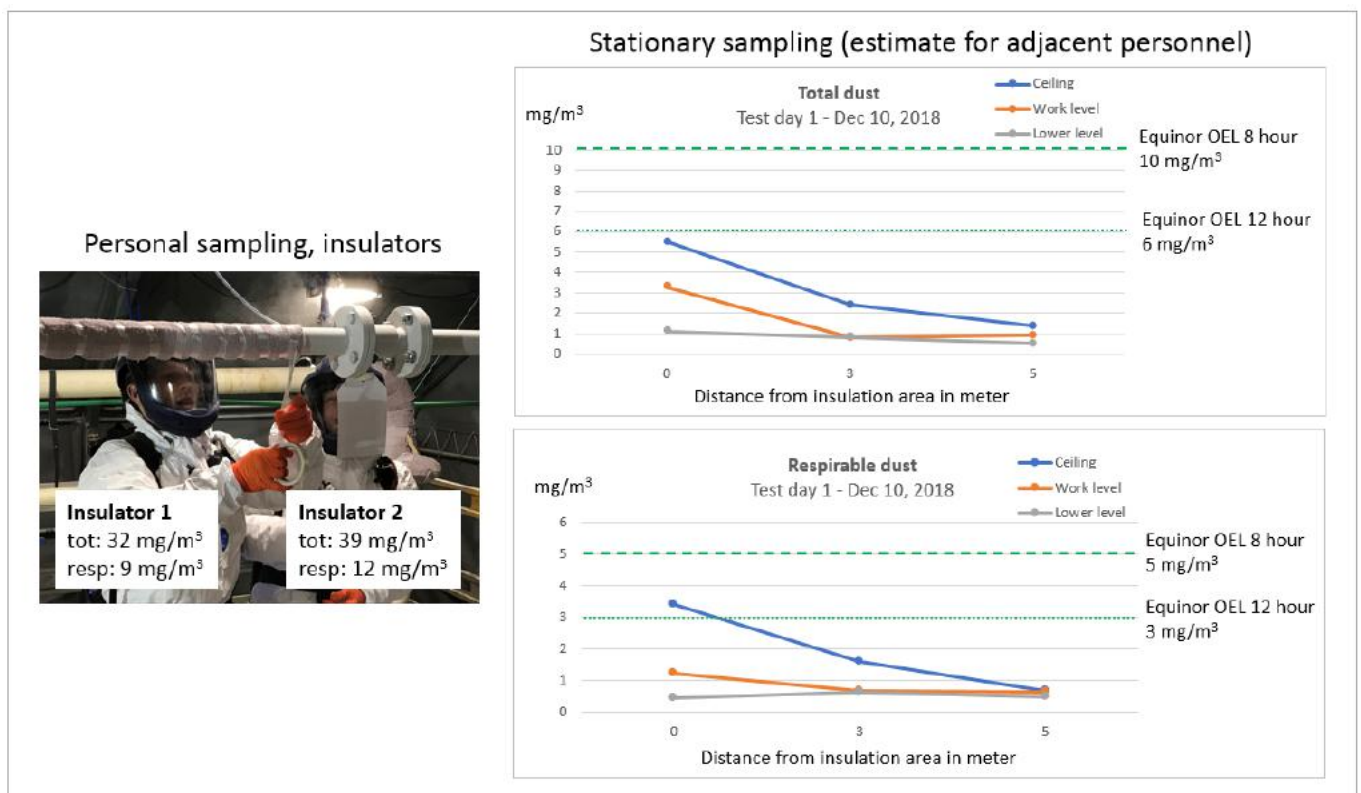 Stationary sampling (estimate for adjacent personnel)
Personal sampling, insulators
Insulator 1
tot: 32 mg/m³
resp: 9 mg/m³
Insulator 2
tot: 39 mg/m³
resp: 12 mg/m³
Total dust
Test day 1 - Dec 10, 2018
mg/m³
Ceiling
Work level
Lower level
10
9
8
7
6
5
4
3
2
1
0
0 3 5
Distance from insulation area in meter
Equinor OEL 8 hour
10 mg/m³
Equinor OEL 12 hour
6 mg/m³
Respirable dust
Test day 1 - Dec 10, 2018
mg/m³
Ceiling
Work level
Lower level
6
5
4
3
2
1
0
0 3 5
Distance from insulation area in meter
Equinor OEL 8 hour
5 mg/m³
Equinor OEL 12 hour
3 mg/m³